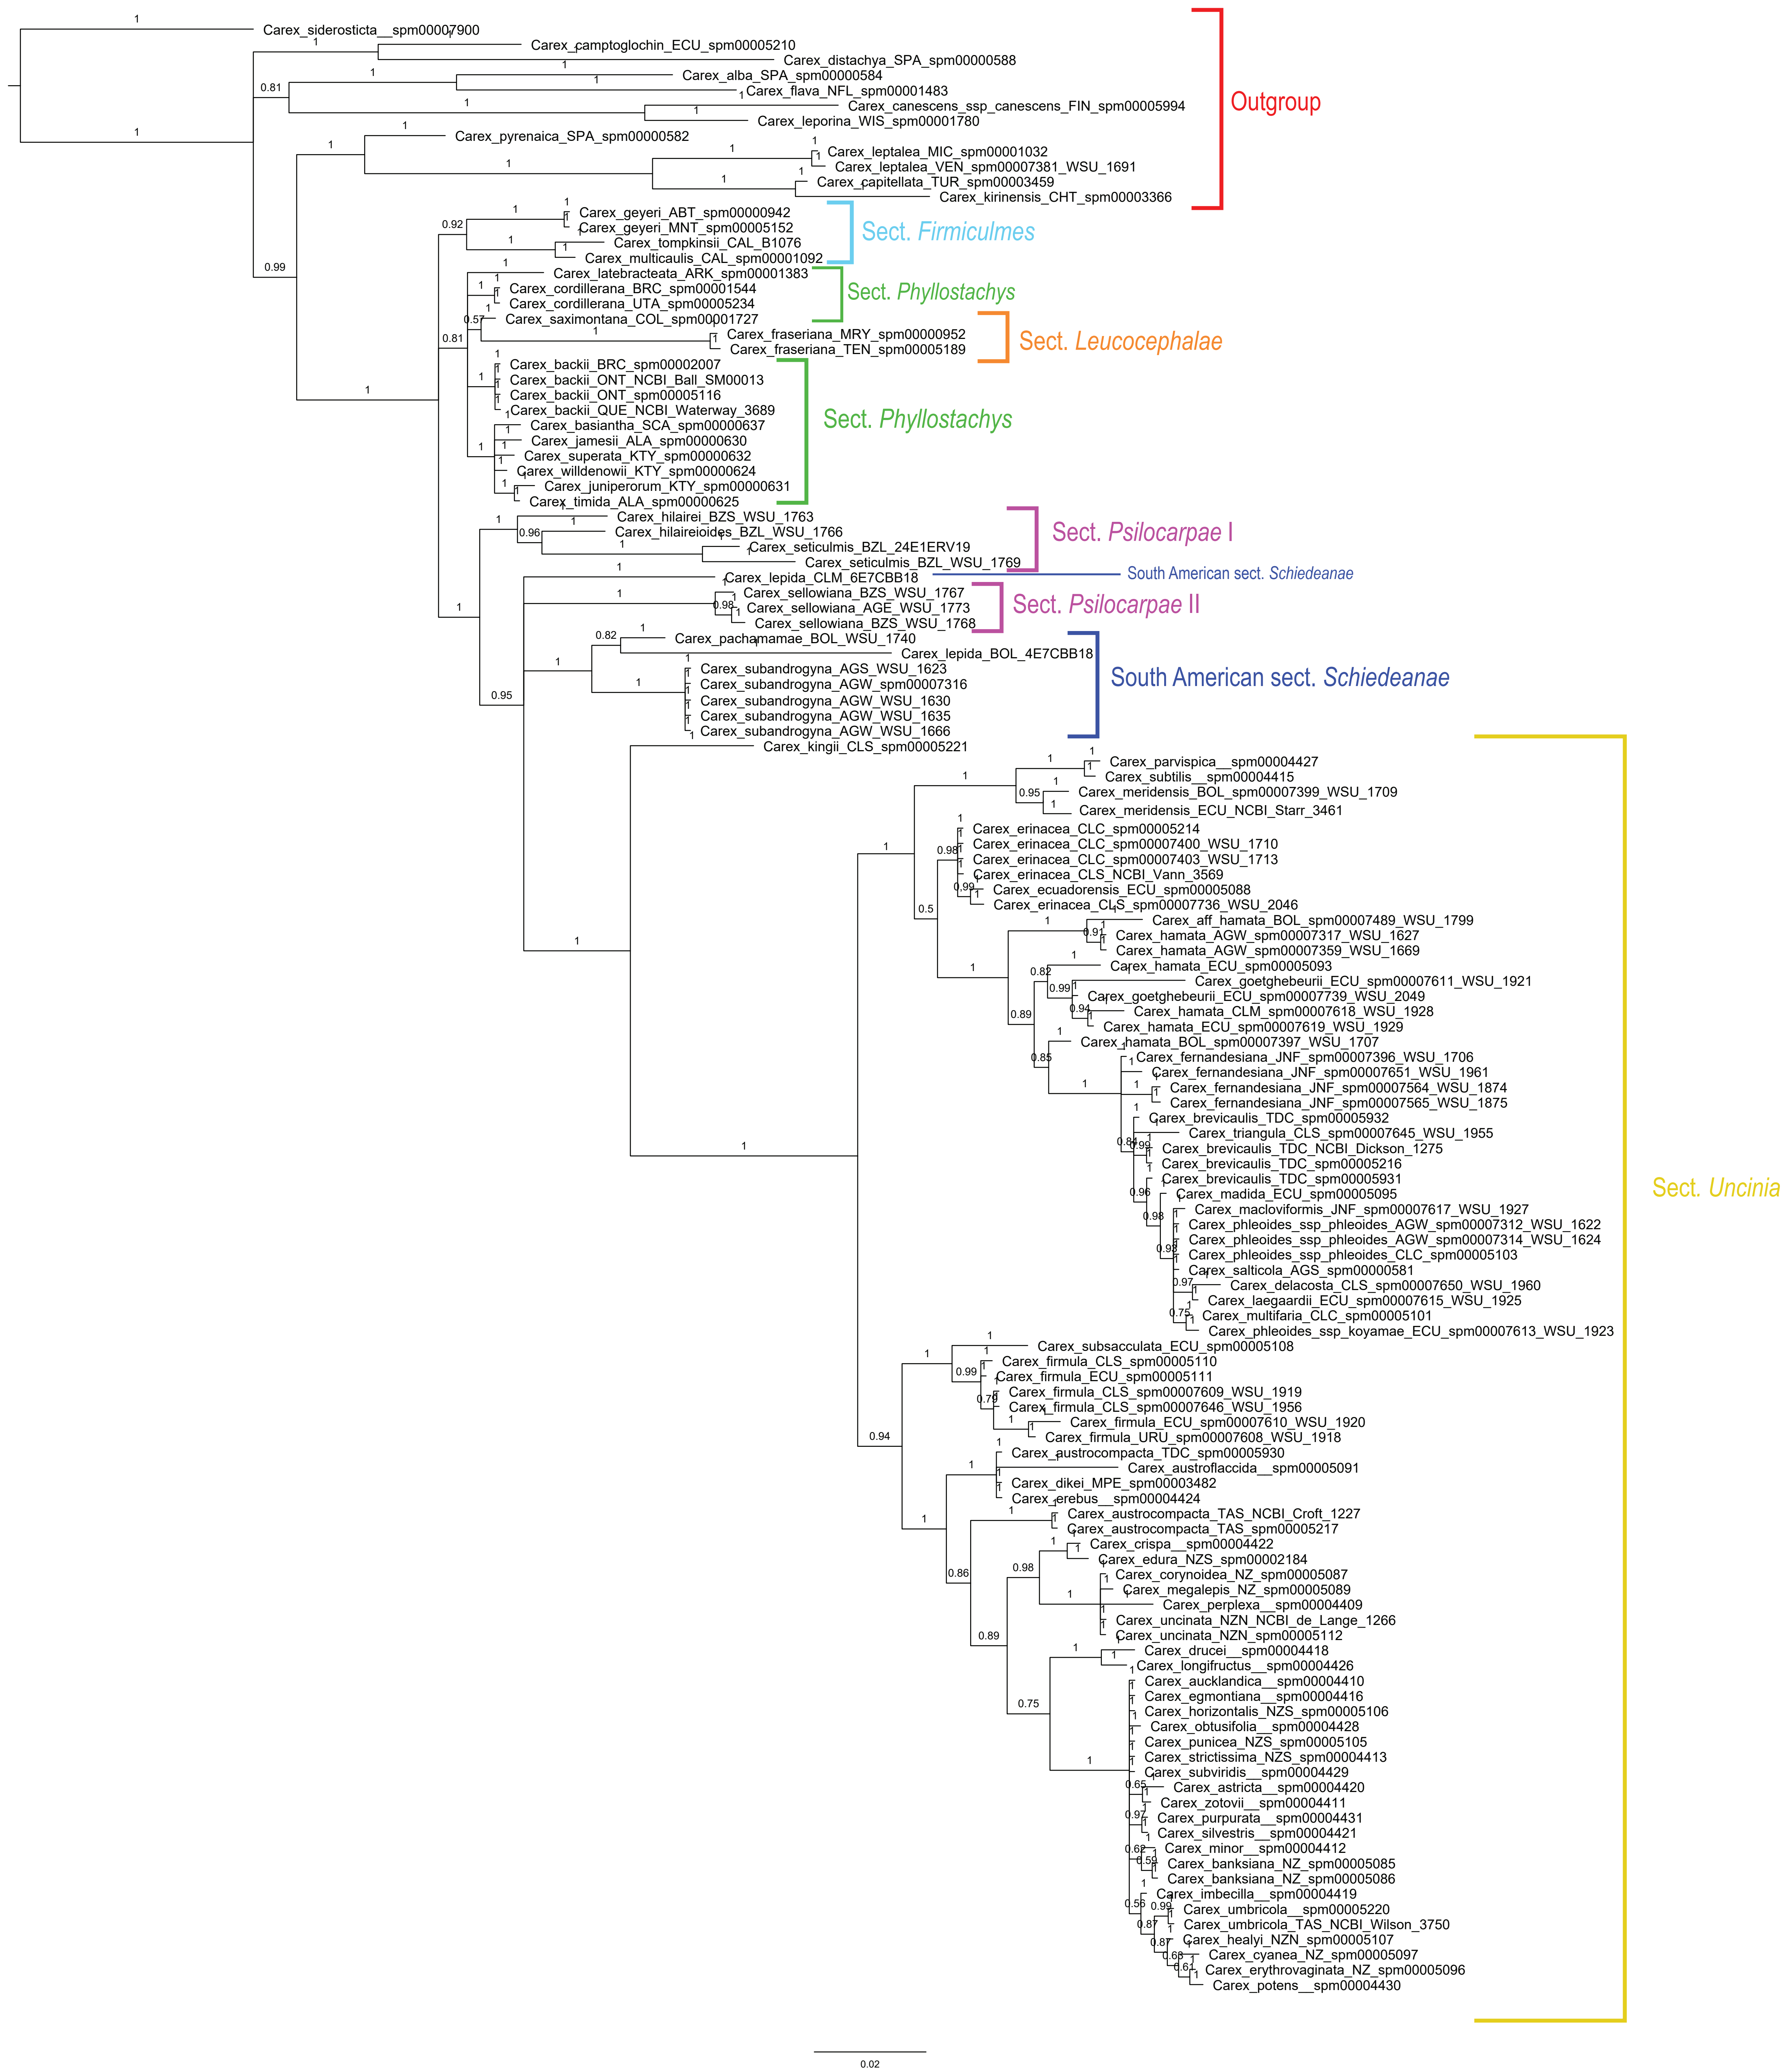 Carex_siderosticta__spm00007900
Carex_camptoglochin_ECU_spm00005210
Carex_distachya_SPA_spm00000588
Carex_alba_SPA_spm00000584
Carex_flava_NFL_spm00001483
Carex_canescens_ssp_canescens_FIN_spm00005994
Carex_leporina_WIS_spm00001780
Outgroup
Carex_pyrenaica_SPA_spm00000582
Carex_leptalea_MIC_spm00001032
Carex_leptalea_VEN_spm00007381_WSU_1691
Carex_capitellata_TUR_spm00003459
Carex_kirinensis_CHT_spm00003366
Carex_geyeri_ABT_spm00000942
Carex_geyeri_MNT_spm00005152
Carex_tompkinsii_CAL_B1076
Carex_multicaulis_CAL_spm00001092
Sect. Firmiculmes
Carex_latebracteata_ARK_spm00001383
Carex_cordillerana_BRC_spm00001544
Carex_cordillerana_UTA_spm00005234
Carex_saximontana_COL_spm00001727
Sect. Phyllostachys
Carex_fraseriana_MRY_spm00000952
Carex_fraseriana_TEN_spm00005189
Sect. Leucocephalae
Carex_backii_BRC_spm00002007
Carex_backii_ONT_NCBI_Ball_SM00013
Carex_backii_ONT_spm00005116
Carex_backii_QUE_NCBI_Waterway_3689
Carex_basiantha_SCA_spm00000637
Carex_jamesii_ALA_spm00000630
Carex_superata_KTY_spm00000632
Carex_willdenowii_KTY_spm00000624
Carex_juniperorum_KTY_spm00000631
Carex_timida_ALA_spm00000625
Sect. Phyllostachys
Carex_hilairei_BZS_WSU_1763
Carex_hilaireioides_BZL_WSU_1766
Carex_seticulmis_BZL_24E1ERV19
Carex_seticulmis_BZL_WSU_1769
Sect. Psilocarpae I
Carex_lepida_CLM_6E7CBB18
South American sect. Schiedeanae
Carex_sellowiana_BZS_WSU_1767
Carex_sellowiana_AGE_WSU_1773
Carex_sellowiana_BZS_WSU_1768
Sect. Psilocarpae II
Carex_pachamamae_BOL_WSU_1740
Carex_lepida_BOL_4E7CBB18
Carex_subandrogyna_AGS_WSU_1623
Carex_subandrogyna_AGW_spm00007316
Carex_subandrogyna_AGW_WSU_1630
Carex_subandrogyna_AGW_WSU_1635
Carex_subandrogyna_AGW_WSU_1666
South American sect. Schiedeanae
Carex_kingii_CLS_spm00005221
Carex_parvispica__spm00004427
Carex_subtilis__spm00004415
Carex_meridensis_BOL_spm00007399_WSU_1709
Carex_meridensis_ECU_NCBI_Starr_3461
Carex_erinacea_CLC_spm00005214
Carex_erinacea_CLC_spm00007400_WSU_1710
Carex_erinacea_CLC_spm00007403_WSU_1713
Carex_erinacea_CLS_NCBI_Vann_3569
Carex_ecuadorensis_ECU_spm00005088
Carex_erinacea_CLS_spm00007736_WSU_2046
Carex_aff_hamata_BOL_spm00007489_WSU_1799
Carex_hamata_AGW_spm00007317_WSU_1627
Carex_hamata_AGW_spm00007359_WSU_1669
Carex_hamata_ECU_spm00005093
Carex_goetghebeurii_ECU_spm00007611_WSU_1921
Carex_goetghebeurii_ECU_spm00007739_WSU_2049
Carex_hamata_CLM_spm00007618_WSU_1928
Carex_hamata_ECU_spm00007619_WSU_1929
Carex_hamata_BOL_spm00007397_WSU_1707
Carex_fernandesiana_JNF_spm00007396_WSU_1706
Carex_fernandesiana_JNF_spm00007651_WSU_1961
Carex_fernandesiana_JNF_spm00007564_WSU_1874
Carex_fernandesiana_JNF_spm00007565_WSU_1875
Carex_brevicaulis_TDC_spm00005932
Carex_triangula_CLS_spm00007645_WSU_1955
Carex_brevicaulis_TDC_NCBI_Dickson_1275
Carex_brevicaulis_TDC_spm00005216
Carex_brevicaulis_TDC_spm00005931
Carex_madida_ECU_spm00005095
Carex_macloviformis_JNF_spm00007617_WSU_1927
Carex_phleoides_ssp_phleoides_AGW_spm00007312_WSU_1622
Carex_phleoides_ssp_phleoides_AGW_spm00007314_WSU_1624
Carex_phleoides_ssp_phleoides_CLC_spm00005103
Carex_salticola_AGS_spm00000581
Carex_delacosta_CLS_spm00007650_WSU_1960
Carex_laegaardii_ECU_spm00007615_WSU_1925
Carex_multifaria_CLC_spm00005101
Carex_phleoides_ssp_koyamae_ECU_spm00007613_WSU_1923
Sect. Uncinia
Carex_subsacculata_ECU_spm00005108
Carex_firmula_CLS_spm00005110
Carex_firmula_ECU_spm00005111
Carex_firmula_CLS_spm00007609_WSU_1919
Carex_firmula_CLS_spm00007646_WSU_1956
Carex_firmula_ECU_spm00007610_WSU_1920
Carex_firmula_URU_spm00007608_WSU_1918
Carex_austrocompacta_TDC_spm00005930
Carex_austroflaccida__spm00005091
Carex_dikei_MPE_spm00003482
Carex_erebus__spm00004424
Carex_austrocompacta_TAS_NCBI_Croft_1227
Carex_austrocompacta_TAS_spm00005217
Carex_crispa__spm00004422
Carex_edura_NZS_spm00002184
Carex_corynoidea_NZ_spm00005087
Carex_megalepis_NZ_spm00005089
Carex_perplexa__spm00004409
Carex_uncinata_NZN_NCBI_de_Lange_1266
Carex_uncinata_NZN_spm00005112
Carex_drucei__spm00004418
Carex_longifructus__spm00004426
Carex_aucklandica__spm00004410
Carex_egmontiana__spm00004416
Carex_horizontalis_NZS_spm00005106
Carex_obtusifolia__spm00004428
Carex_punicea_NZS_spm00005105
Carex_strictissima_NZS_spm00004413
Carex_subviridis__spm00004429
Carex_astricta__spm00004420
Carex_zotovii__spm00004411
Carex_purpurata__spm00004431
Carex_silvestris__spm00004421
Carex_minor__spm00004412
Carex_banksiana_NZ_spm00005085
Carex_banksiana_NZ_spm00005086
Carex_imbecilla__spm00004419
Carex_umbricola__spm00005220
Carex_umbricola_TAS_NCBI_Wilson_3750
Carex_healyi_NZN_spm00005107
Carex_cyanea_NZ_spm00005097
Carex_erythrovaginata_NZ_spm00005096
Carex_potens__spm00004430
0.02